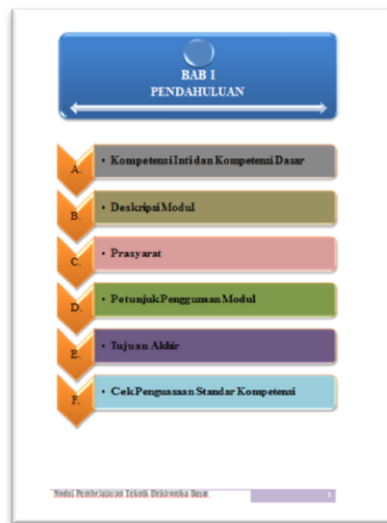 BAB I
PENDAHULUAN
A. • Kompetensi Inti dan Kompetensi Dasar
B. • Deskripsi Modul
C. • Prasyarat
D. • Petunjuk Penggunaan Modul
E. • Tujuan Akhir
F. • Cek Penguasaan Standar Kompetensi
Modul Pembelajaran Teknik Elektronika Dasar 1